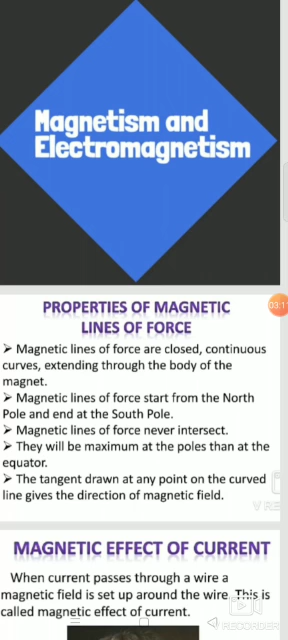 Magnetism and
Electromagnetism
PROPERTIES OF MAGNETIC
LINES OF FORCE
➤ Magnetic lines of force are closed, continuous
curves, extending through the body of the
magnet.
➤ Magnetic lines of force start from the North
Pole and end at the South Pole.
➤ Magnetic lines of force never intersect.
➤ They will be maximum at the poles than at the
equator.
➤ The tangent drawn at any point on the curved
line gives the direction of magnetic field.
MAGNETIC EFFECT OF CURRENT
When current passes through a wire a
magnetic field is set up around the wire. This is
called magnetic effect of current.
RECORDER